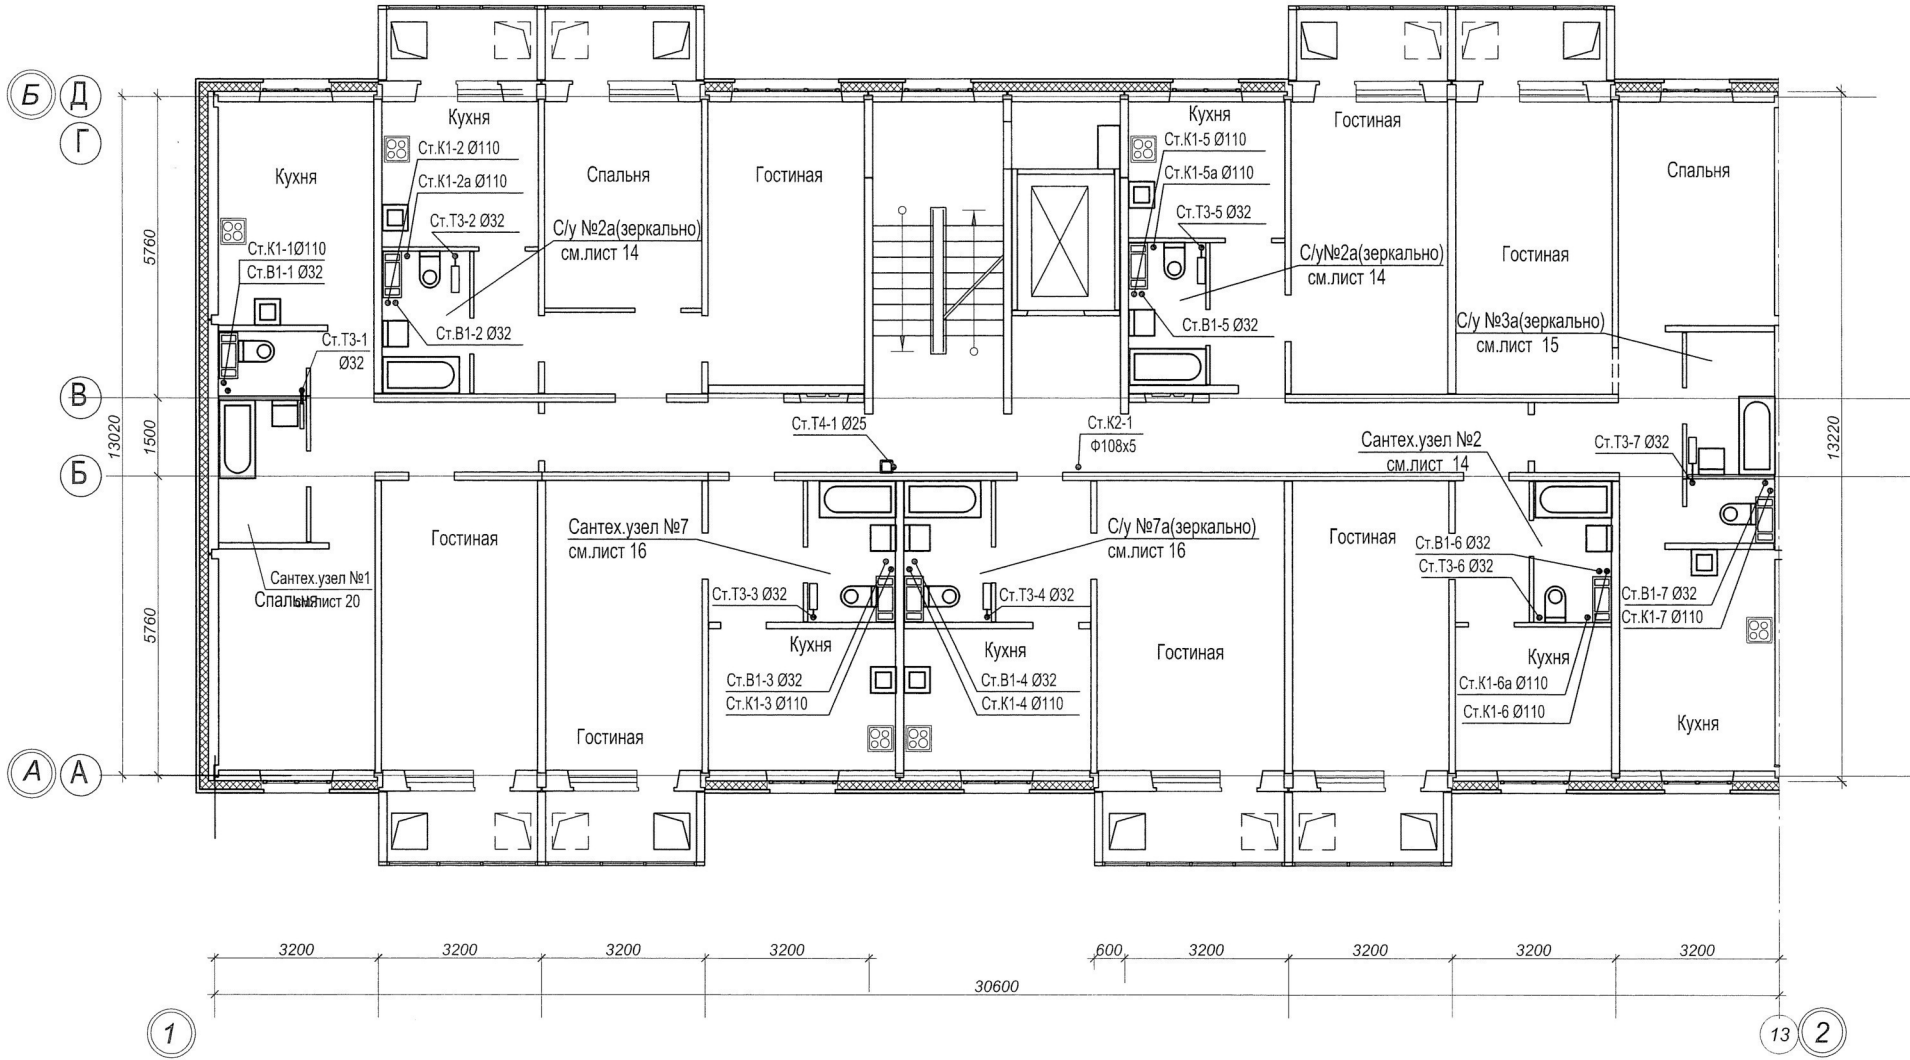 Б
Д
Г
В
Б
А
А
5760
1500
13020
5760
13220
Кухня
Ст.К1-2 Ø110
Ст.К1-2а Ø110
Ст.Т3-2 Ø32
С/у №2а(зеркально)
см.лист 14
Ст.В1-2 Ø32
Кухня
Ст.К1-1Ø110
Ст.В1-1 Ø32
Ст.Т3-1
Ø32
Спальня
Гостиная
Кухня
Ст.К1-5 Ø110
Ст.К1-5а Ø110
Ст.Т3-5 Ø32
С/у№2а(зеркально)
см.лист 14
Ст.В1-5 Ø32
Гостиная
Гостиная
Спальня
С/у №3а(зеркально)
см.лист 15
Ст.Т4-1 Ø25
Ст.К2-1
Ф108х5
Сантех.узел №2
см.лист 14
Ст.Т3-7 Ø32
Гостиная
Сантех.узел №7
см.лист 16
С/у №7а(зеркально)
см.лист 16
Гостиная
Ст.В1-6 Ø32
Ст.Т3-6 Ø32
Сантех.узел №1
Спальня
см.лист 20
Ст.Т3-3 Ø32
Ст.Т3-4 Ø32
Ст.В1-7 Ø32
Ст.К1-7 Ø110
Кухня
Кухня
Гостиная
Кухня
Ст.В1-3 Ø32
Ст.К1-3 Ø110
Ст.В1-4 Ø32
Ст.К1-4 Ø110
Ст.К1-6а Ø110
Ст.К1-6 Ø110
Гостиная
Кухня
3200
3200
3200
3200
600
3200
3200
3200
3200
30600
1
13
2